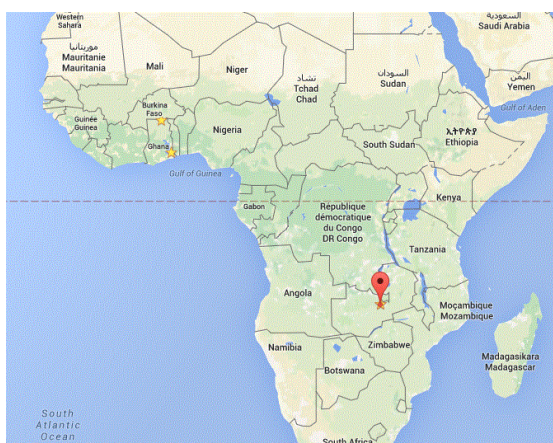 Western
Sahara
السعودية
Saudi Arabia
موريتانيا
Mauritanie
Mauritania
Mali
Niger
تشاد
Tchad
Chad
السودان
Sudan
اليمن
Yemen
Gulf of Aden
Burkina
Faso
Guinée
Guinea
Ghana
Nigeria
ኢትዮጵያ
Ethiopia
South Sudan
Gulf of Guinea
Gabon
République
démocratique
du Congo
DR Congo
Kenya
Tanzania
Angola
Moçambique
Mozambique
Zimbabwe
Namibia
Botswana
Madagasikara
Madagascar
South
Atlantic
Ocean
South Africa